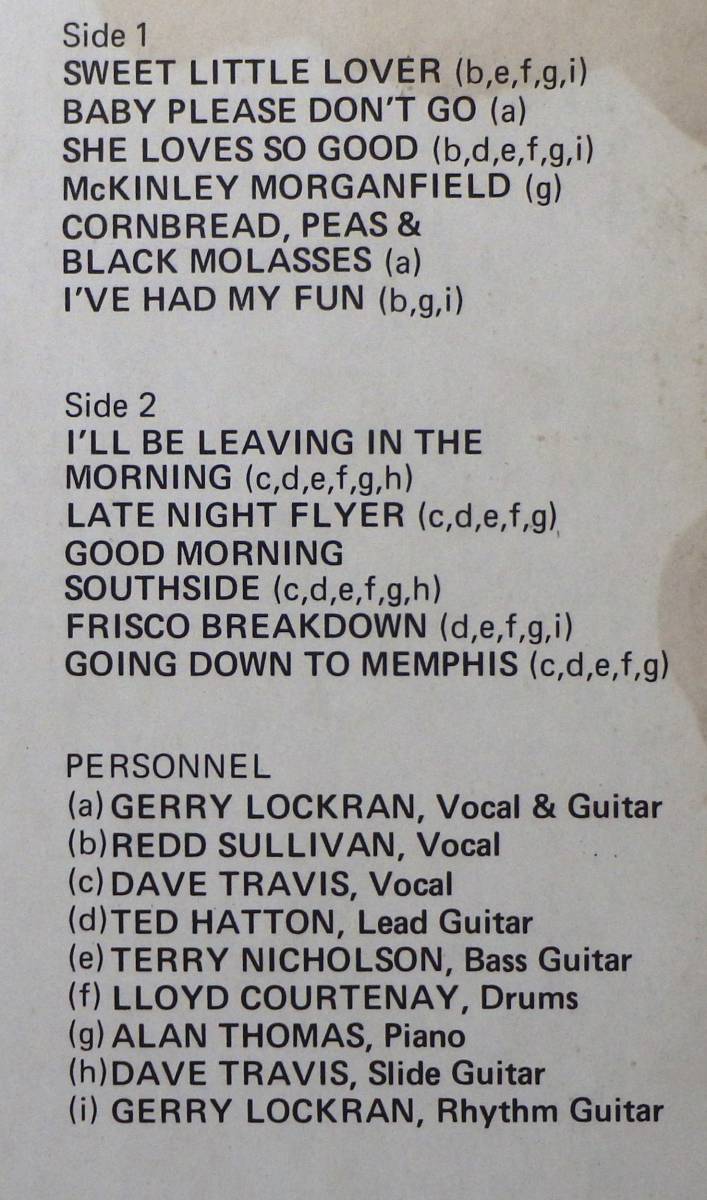 Side 1
SWEET LITTLE LOVER (b,e,f,g,i)
BABY PLEASE DON'T GO (a)
SHE LOVES SO GOOD (b,d,e,f,g,i)
McKINLEY MORGANFIELD (g)
CORNBREAD, PEAS &
BLACK MOLASSES (a)
I'VE HAD MY FUN (b,g,i)
Side 2
I'LL BE LEAVING IN THE
MORNING (c,d,e,f,g,h)
LATE NIGHT FLYER (c,d,e,f,g)
GOOD MORNING
SOUTHSIDE (c,d,e,f,g,h)
FRISCO BREAKDOWN (d,e,f,g,i)
GOING DOWN TO MEMPHIS (c,d,e,f,g)
PERSONNEL
(a) GERRY LOCKRAN, Vocal & Guitar
(b) REDD SULLIVAN, Vocal
(c) DAVE TRAVIS, Vocal
(d) TED HATTON, Lead Guitar
(e) TERRY NICHOLSON, Bass Guitar
(f) LLOYD COURTENAY, Drums
(g) ALAN THOMAS, Piano
(h) DAVE TRAVIS, Slide Guitar
(i) GERRY LOCKRAN, Rhythm Guitar